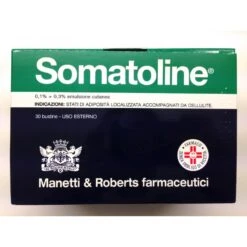 Somatoline®
0,1% + 0,3% emulsione cutanea
INDICAZIONI: STATI DI ADIPOSITÀ LOCALIZZATA ACCOMPAGNATI DA CELLULITE.
30 bustine - USO ESTERNO
Manetti & Roberts farmaceutici